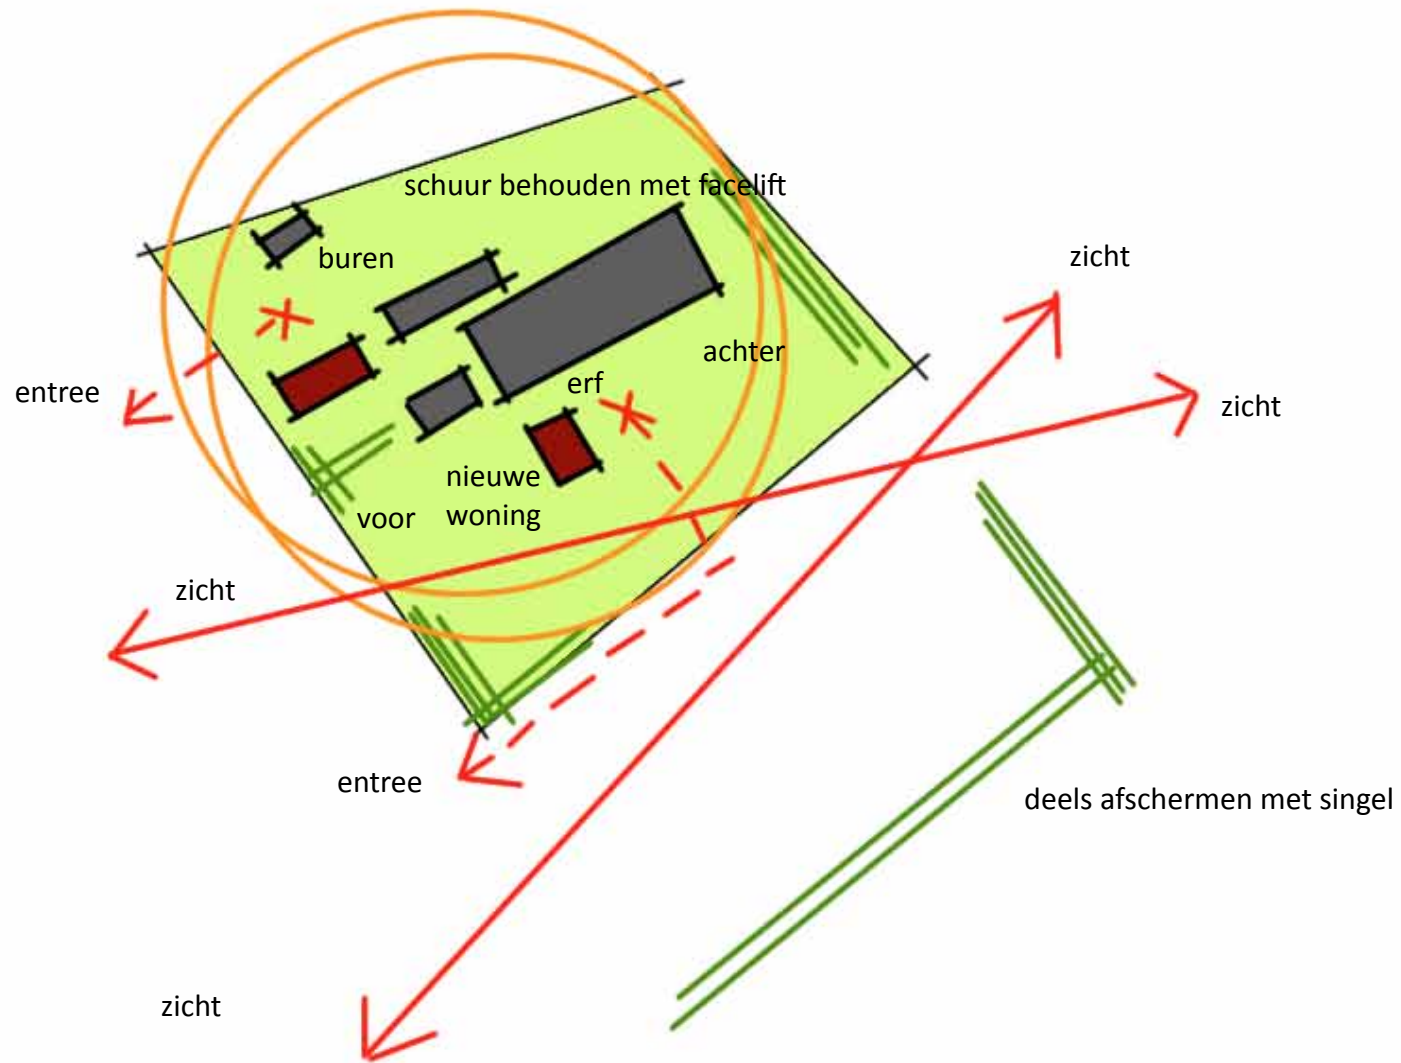 schuur behouden met facelift
buren
zicht
achter
entree
erf
zicht
nieuwe
woning
voor
zicht
entree
deels afschermen met singel
zicht